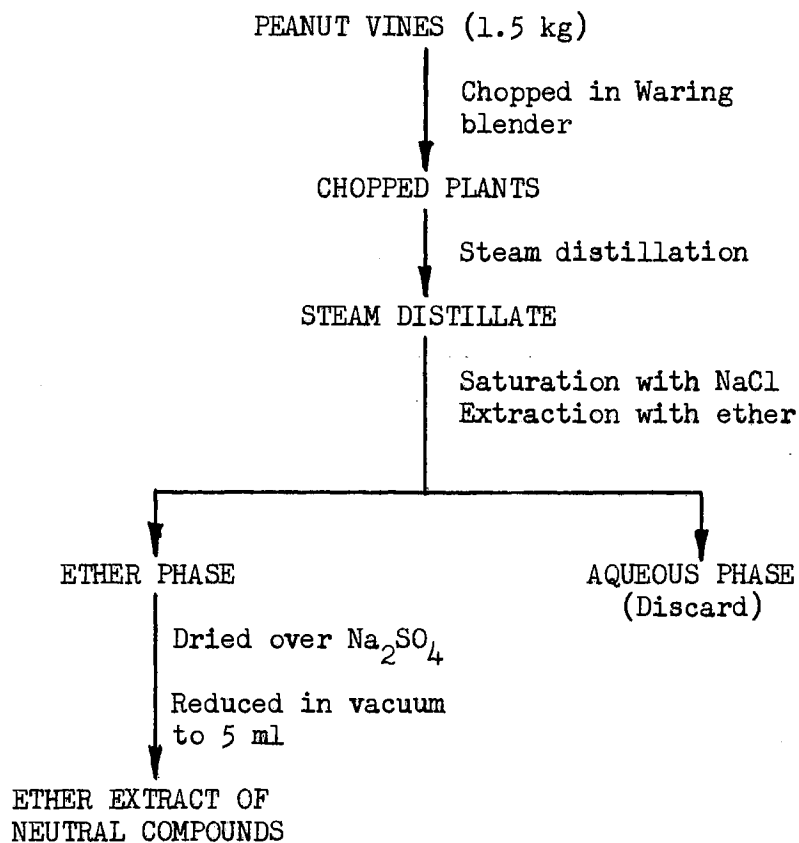 PEANUT VINES (1.5 kg)
Chopped in Waring
blender
CHOPPED PLANTS
Steam distillation
STEAM DISTILLATE
Saturation with NaCl
Extraction with ether
ETHER PHASE
AQUEOUS PHASE
(Discard)
Dried over Na₂SO₄
Reduced in vacuum
to 5 ml
ETHER EXTRACT OF
NEUTRAL COMPOUNDS